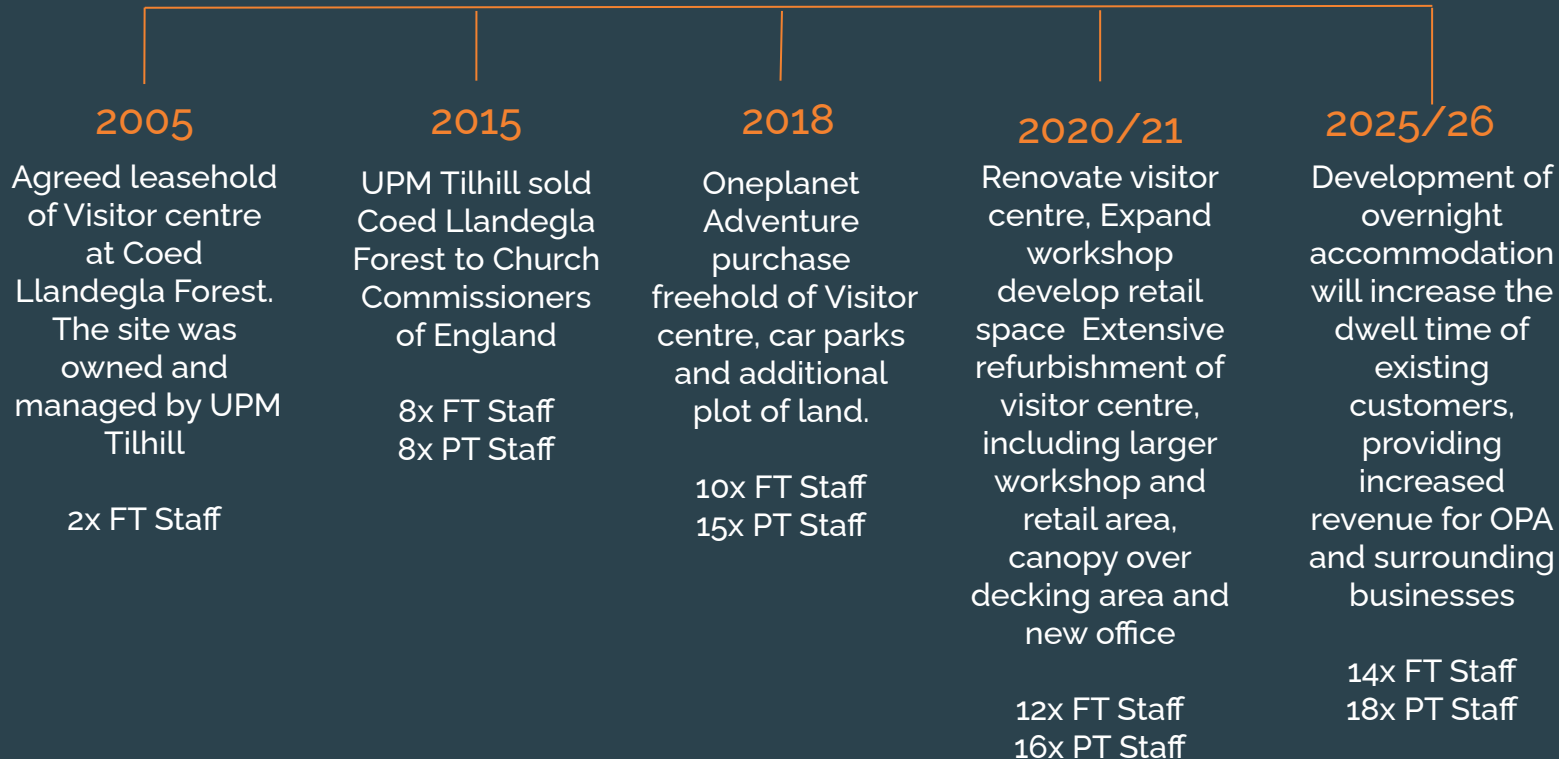 2005
Agreed leasehold
of Visitor centre
at Coed
Llandegla Forest.
The site was
owned and
managed by UPM
Tilhill
2x FT Staff
2015
UPM Tilhill sold
Coed Llandegla
Forest to Church
Commissioners
of England
8x FT Staff
8x PT Staff
2018
Oneplanet
Adventure
purchase
freehold of Visitor
centre, car parks
and additional
plot of land.
10x FT Staff
15x PT Staff
2020/21
Renovate visitor
centre, Expand
workshop
develop retail
space  Extensive
refurbishment of
visitor centre,
including larger
workshop and
retail area,
canopy over
decking area and
new office
12x FT Staff
16x PT Staff
2025/26
Development of
overnight
accommodation
will increase the
dwell time of
existing
customers,
providing
increased
revenue for OPA
and surrounding
businesses
14x FT Staff
18x PT Staff